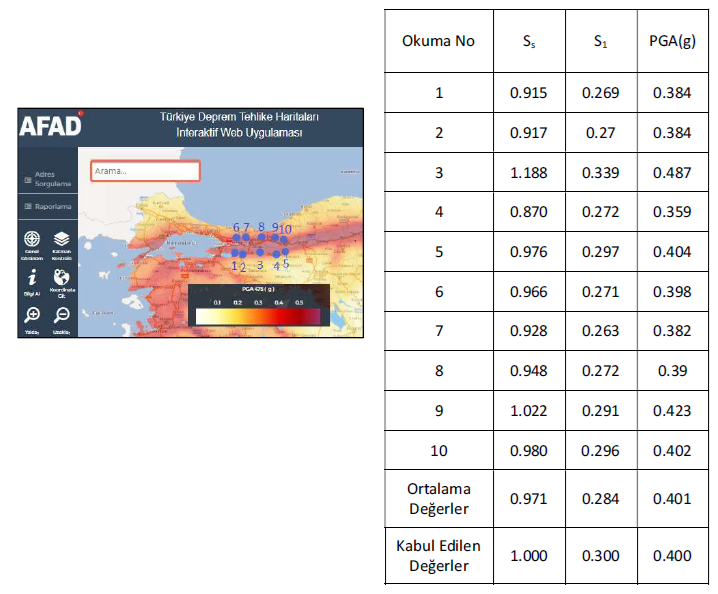 AFAD
Türkiye Deprem Tehlike Haritaları
İnteraktif Web Uygulaması
Adres
Sorgulama
Raporlama
Arama...
Genel
Görünüm
Katman
Kontrolü
Bilgi Al
Koordinata
Git
Yaklaş
Uzaklaş
6 7 8 9 10
1 2 3 4 5
PGA 475 ( g )
0.1 0.2 0.3 0.4 0.5
Okuma No Ss S1 PGA(g)
1 0.915 0.269 0.384
2 0.917 0.27 0.384
3 1.188 0.339 0.487
4 0.870 0.272 0.359
5 0.976 0.297 0.404
6 0.966 0.271 0.398
7 0.928 0.263 0.382
8 0.948 0.272 0.39
9 1.022 0.291 0.423
10 0.980 0.296 0.402
Ortalama
Değerler 0.971 0.284 0.401
Kabul Edilen
Değerler 1.000 0.300 0.400